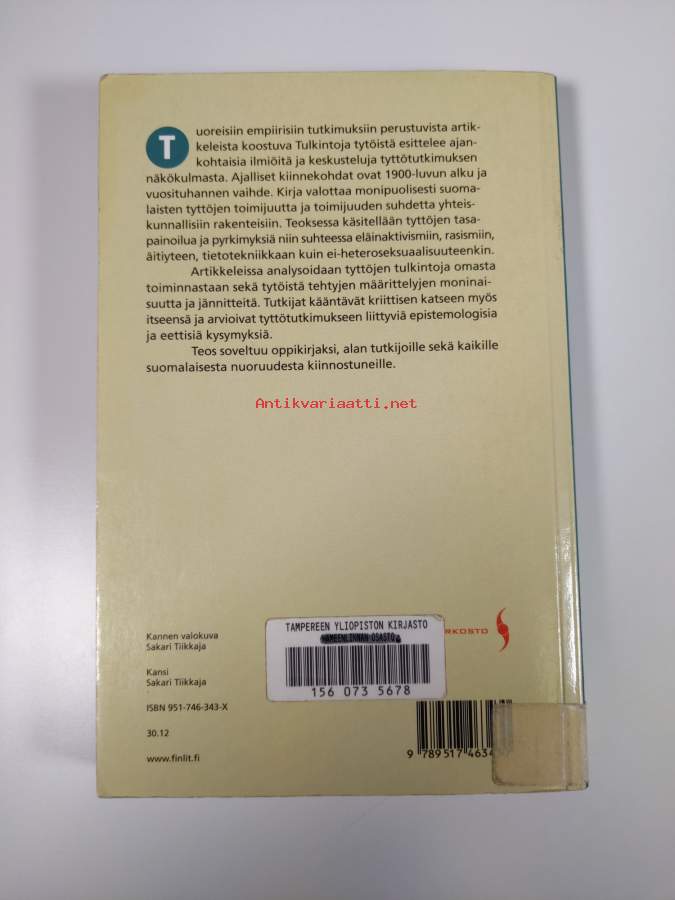 Tuoreisiin empiirisiin tutkimuksiin perustuvista artik-
keleista koostuva Tulkintoja tytöistä esittelee ajan-
kohtaisia ilmiöitä ja keskusteluja tyttötutkimuksen
näkökulmasta. Ajalliset kiinnekohdat ovat 1900-luvun alku ja
vuosituhannen vaihde. Kirja valottaa monipuolisesti suoma-
laisten tyttöjen toimijuutta ja toimijuuden suhdetta yhteis-
kunnallisiin rakenteisiin. Teoksessa käsitellään tyttöjen tasa-
painoilua ja pyrkimyksiä niin suhteessa eläinaktivismiin, rasismiin,
äitiyteen, tietotekniikkaan kuin ei-heteroseksuaalisuuteenkin.
Artikkeleissa analysoidaan tyttöjen tulkintoja omasta
toiminnastaan sekä tytöistä tehtyjen määrittelyjen moninai-
suutta ja jännitteitä. Tutkijat kääntävät kriittisen katseen myös
itseensä ja arvioivat tyttötutkimukseen liittyviä epistemologisia
ja eettisiä kysymyksiä.
Teos soveltuu oppikirjaksi, alan tutkijoille sekä kaikille
suomalaisesta nuoruudesta kiinnostuneille.
Antikvariaatti.net
TAMPEREEN YLIOPISTON KIRJASTO
HÄMEENLINNAN OSASTO
156 073 5678
RKOSTO
Kannen valokuva
Sakari Tiikkaja
Kansi
Sakari Tiikkaja
ISBN 951-746-343-X
30.12
www.finlit.fi
9 789517 4634